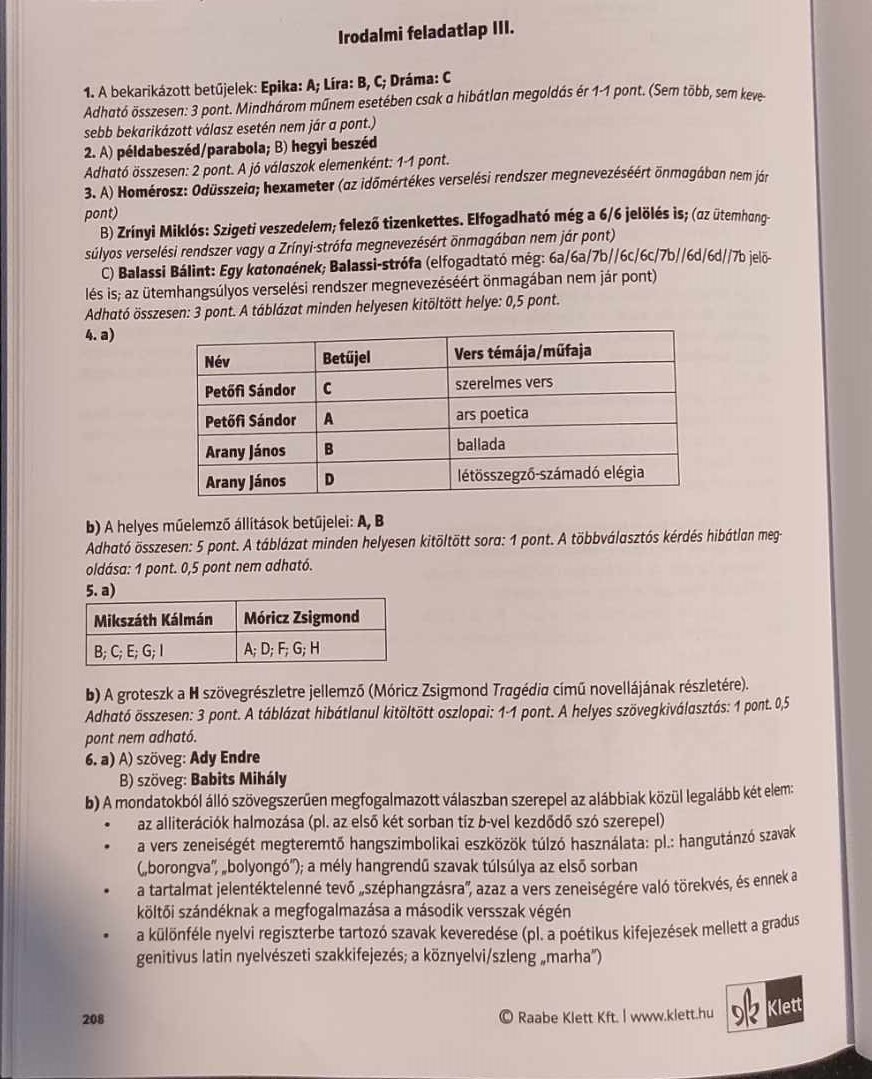 Irodalmi feladatlap III.
1. A bekarikázott betűjelek: Epika: A; Líra: B, C; Dráma: C
Adható összesen: 3 pont. Mindhárom műnem esetében csak a hibátlan megoldás ér 1-1 pont. (Sem több, sem keve-
sebb bekarikázott válasz esetén nem jár a pont.)
2. A) példabeszéd/parabola; B) hegyi beszéd
Adható összesen: 2 pont. A jó válaszok elemenként: 1-1 pont.
3. A) Homérosz: Odüsszeia; hexameter (az időmértékes verselési rendszer megnevezéséért önmagában nem jár
pont)
B) Zrínyi Miklós: Szigeti veszedelem; felező tizenkettes. Elfogadható még a 6/6 jelölés is; (az ütemhang-
súlyos verselési rendszer vagy a Zrínyi-strófa megnevezésért önmagában nem jár pont)
C) Balassi Bálint: Egy katonaének; Balassi-strófa (elfogadtató még: 6a/6a/7b//6c/6c/7b//6d/6d//7b jelö-
lés is; az ütemhangsúlyos verselési rendszer megnevezéséért önmagában nem jár pont)
Adható összesen: 3 pont. A táblázat minden helyesen kitöltött helye: 0,5 pont.
4. a)
Név Betűjel Vers témája/műfaja
Petőfi Sándor C szerelmes vers
Petőfi Sándor A ars poetica
Arany János B ballada
Arany János D létösszegző-számadó elégia
b) A helyes műelemző állítások betűjelei: A, B
Adható összesen: 5 pont. A táblázat minden helyesen kitöltött sora: 1 pont. A többválasztós kérdés hibátlan meg-
oldása: 1 pont. 0,5 pont nem adható.
5. a)
Mikszáth Kálmán Móricz Zsigmond
B; C; E; G; I A; D; F; G; H
b) A groteszk a H szövegrészletre jellemző (Móricz Zsigmond Tragédia című novellájának részletére).
Adható összesen: 3 pont. A táblázat hibátlanul kitöltött oszlopai: 1-1 pont. A helyes szövegkiválasztás: 1 pont. 0,5
pont nem adható.
6. a) A) szöveg: Ady Endre
B) szöveg: Babits Mihály
b) A mondatokból álló szövegszerűen megfogalmazott válaszban szerepel az alábbiak közül legalább két elem:
• az alliterációk halmozása (pl. az első két sorban tíz b-vel kezdődő szó szerepel)
• a vers zeneiségét megteremtő hangszimbolikai eszközök túlzó használata: pl.: hangutánzó szavak
(„borongva”, „bolyongó”); a mély hangrendű szavak túlsúlya az első sorban
• a tartalmat jelentéktelenné tevő „széphangzásra”, azaz a vers zeneiségére való törekvés, és ennek a
költői szándéknak a megfogalmazása a második versszak végén
• a különféle nyelvi regiszterbe tartozó szavak keveredése (pl. a poétikus kifejezések mellett a gradus
genitivus latin nyelvészeti szakkifejezés; a köznyelvi/szleng „marha”)
208
© Raabe Klett Kft. | www.klett.hu
Klett